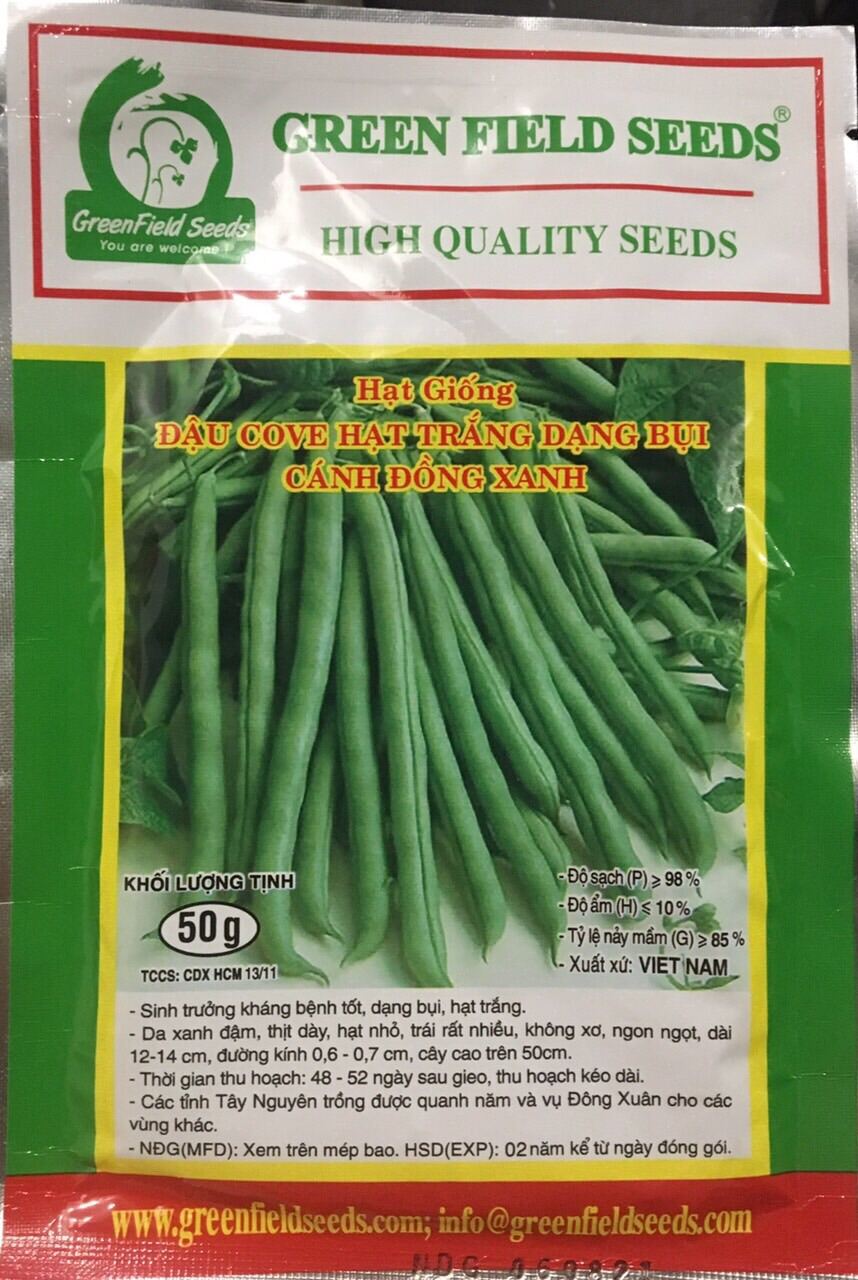 GREEN FIELD SEEDS®
GreenField Seeds
You are welcome !
HIGH QUALITY SEEDS
Hạt Giống
ĐẬU COVE HẠT TRẮNG DẠNG BỤI
CÁNH ĐỒNG XANH
KHỐI LƯỢNG TỊNH
50g
TCCS: CDX HCM 13/11
- Độ sạch (P) ≥ 98 %
- Độ ẩm (H) ≤ 10 %
- Tỷ lệ nảy mầm (G) ≥ 85 %
- Xuất xứ: VIET NAM
- Sinh trưởng kháng bệnh tốt, dạng bụi, hạt trắng.
- Da xanh đậm, thịt dày, hạt nhỏ, trái rất nhiều, không xơ, ngon ngọt, dài
12-14 cm, đường kính 0,6 - 0,7 cm, cây cao trên 50cm.
- Thời gian thu hoạch: 48 - 52 ngày sau gieo, thu hoạch kéo dài.
- Các tỉnh Tây Nguyên trồng được quanh năm và vụ Đông Xuân cho các
vùng khác.
- NĐG(MFD): Xem trên mép bao. HSD(EXP): 02 năm kể từ ngày đóng gói.
www.greenfieldseeds.com; info@greenfieldseeds.com
NDG